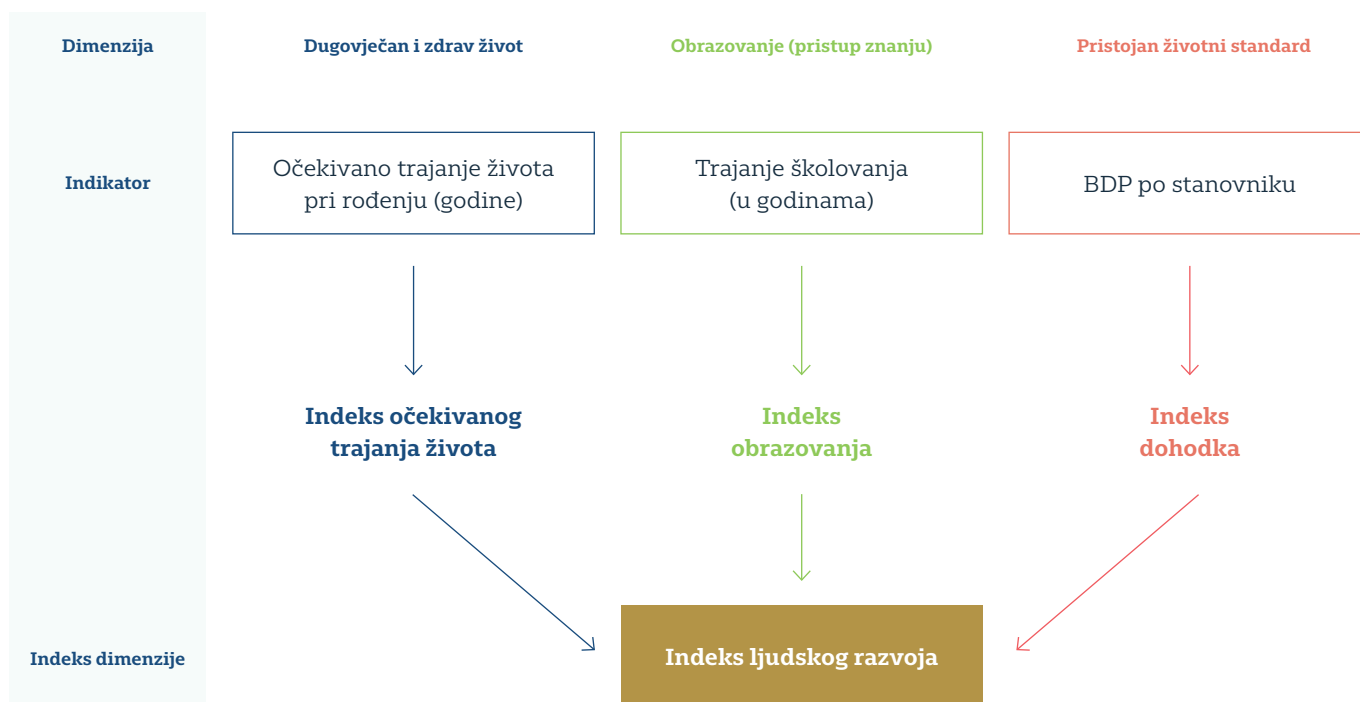 Dimenzija
Dugovječan i zdrav život
Obrazovanje (pristup znanju)
Pristojan životni standard
Indikator
Očekivano trajanje života
pri rođenju (godine)
Trajanje školovanja
(u godinama)
BDP po stanovniku
Indeks očekivanog
trajanja života
Indeks
obrazovanja
Indeks
dohodka
Indeks dimenzije
Indeks ljudskog razvoja